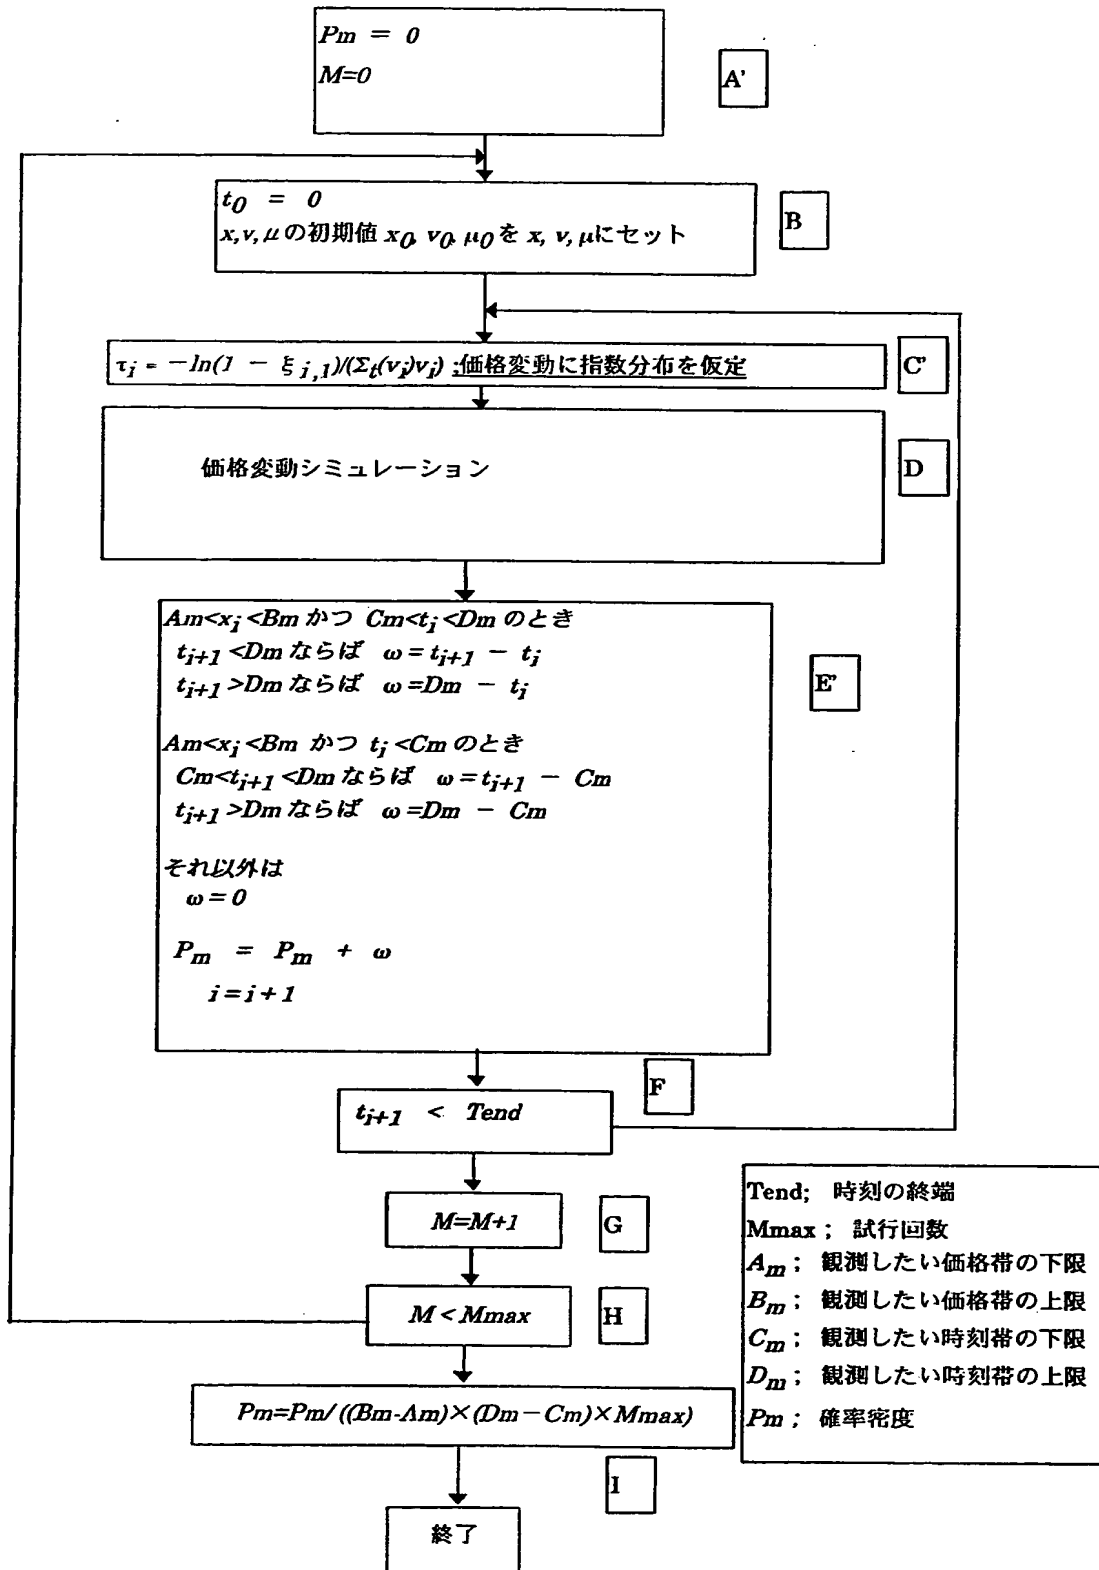 Pm = 0
M=0
A'
t0 = 0
x,v,μの初期値 x0, v0, μ0 を x, v, μにセット
B
τi = −ln(1 − ξi,1)/(Σt(vi)vi) ;価格変動に指数分布を仮定
C'
価格変動シミュレーション
D
Am<xi<Bm かつ Cm<ti<Dm のとき
ti+1<Dm ならば ω=ti+1 − ti
ti+1>Dm ならば ω=Dm − ti
E'
Am<xi<Bm かつ ti<Cm のとき
Cm<ti+1<Dm ならば ω=ti+1 − Cm
ti+1>Dm ならば ω=Dm − Cm
それ以外は
ω=0
Pm = Pm + ω
i=i+1
F
ti+1 < Tend
M=M+1
G
M<Mmax
H
Pm=Pm/((Bm-Am)×(Dm−Cm)×Mmax)
I
終了
Tend; 時刻の終端
Mmax; 試行回数
Am; 観測したい価格帯の下限
Bm; 観測したい価格帯の上限
Cm; 観測したい時刻帯の下限
Dm; 観測したい時刻帯の上限
Pm; 確率密度